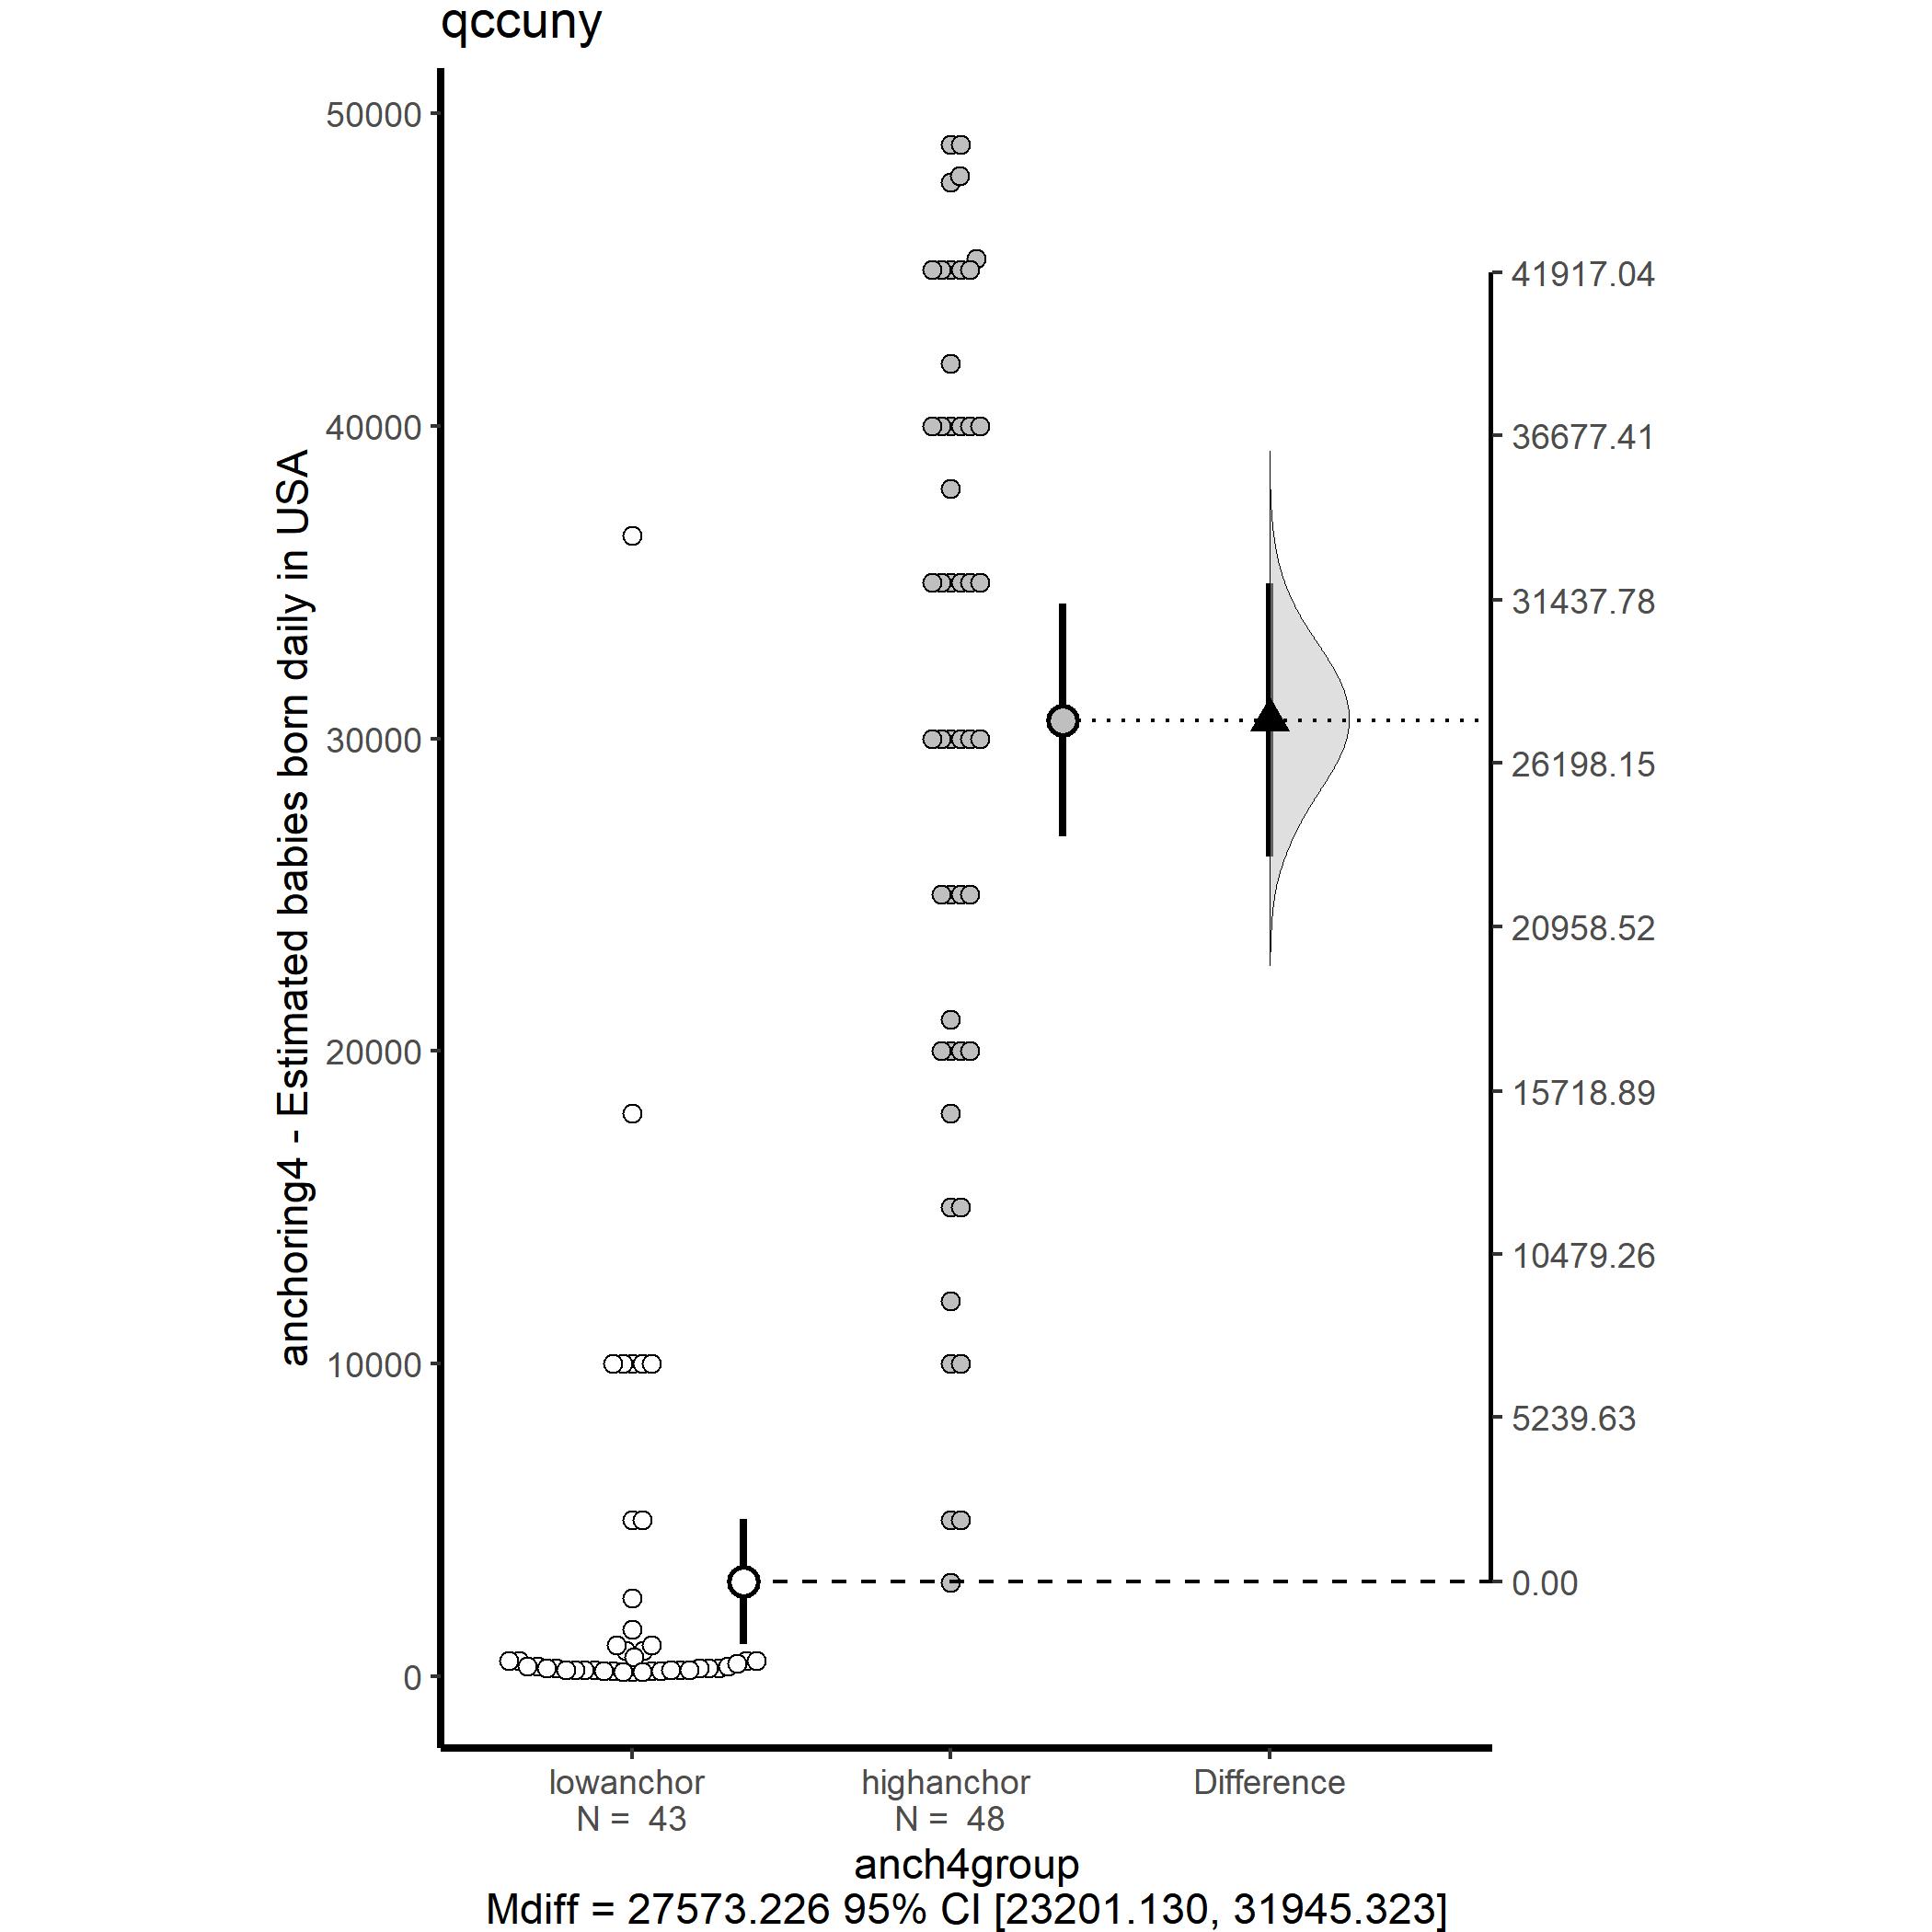 qccuny
anchoring4 - Estimated babies born daily in USA
50000
40000
30000
20000
10000
0
41917.04
36677.41
31437.78
26198.15
20958.52
15718.89
10479.26
5239.63
0.00
lowanchor highanchor Difference
N = 43 N = 48
anch4group
Mdiff = 27573.226 95% CI [23201.130, 31945.323]